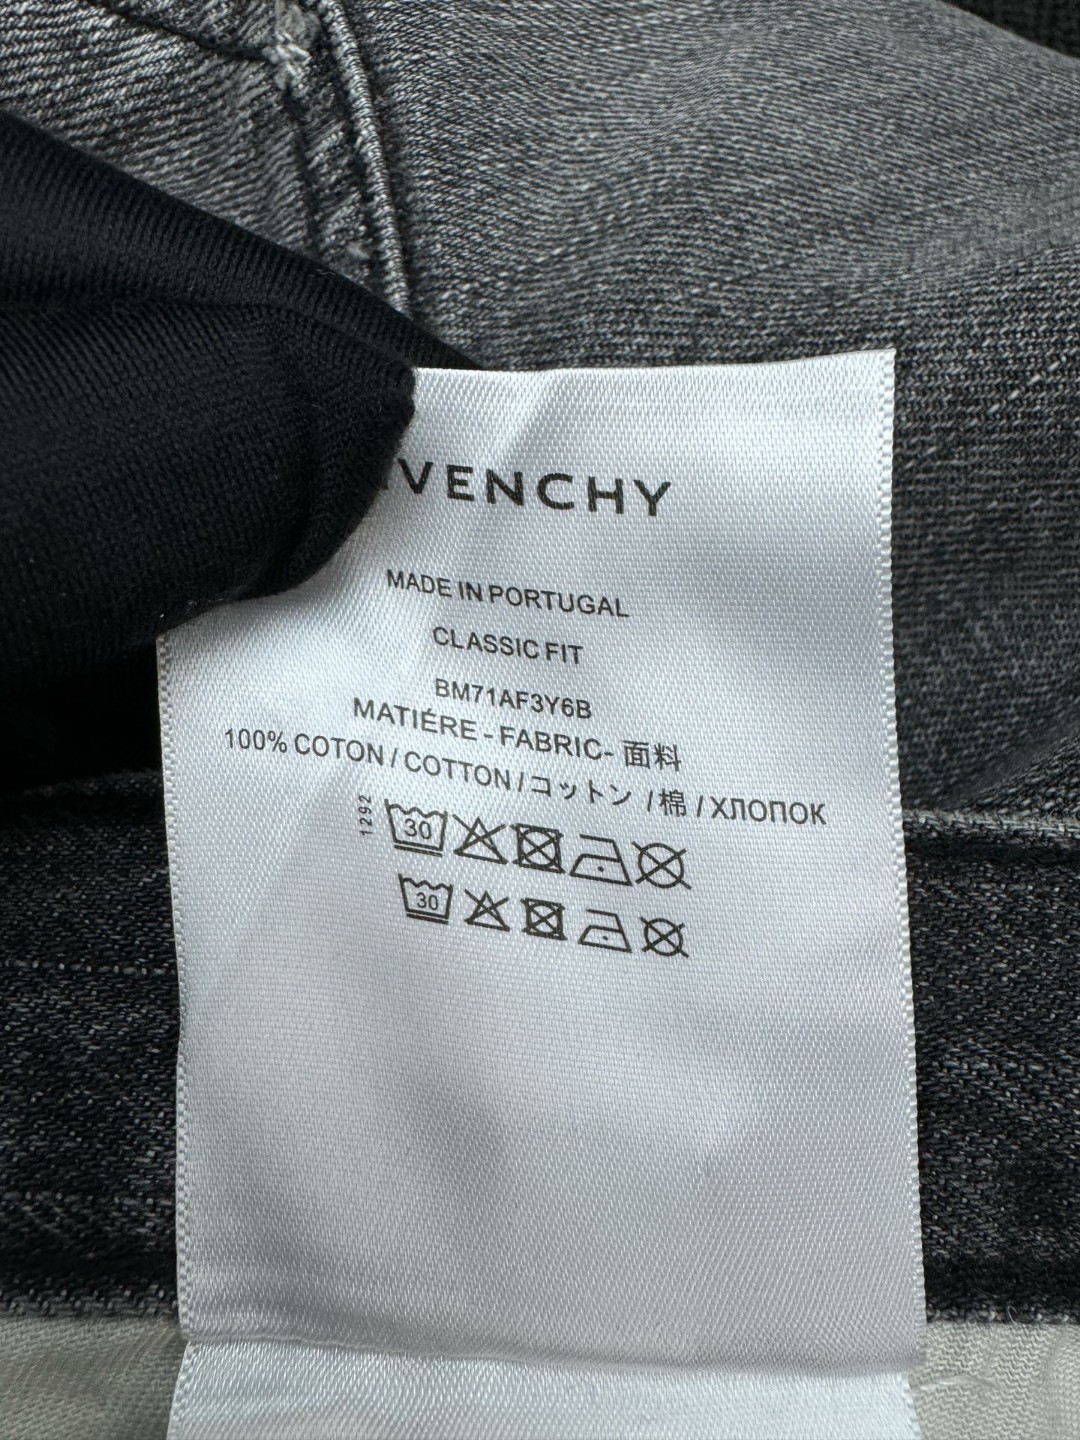 IVENCHY
MADE IN PORTUGAL
CLASSIC FIT
BM71AF3Y6B
MATIÉRE - FABRIC- 面料
100% COTON / COTTON / コットン / 棉 / ХЛОПОК
1292
30
30